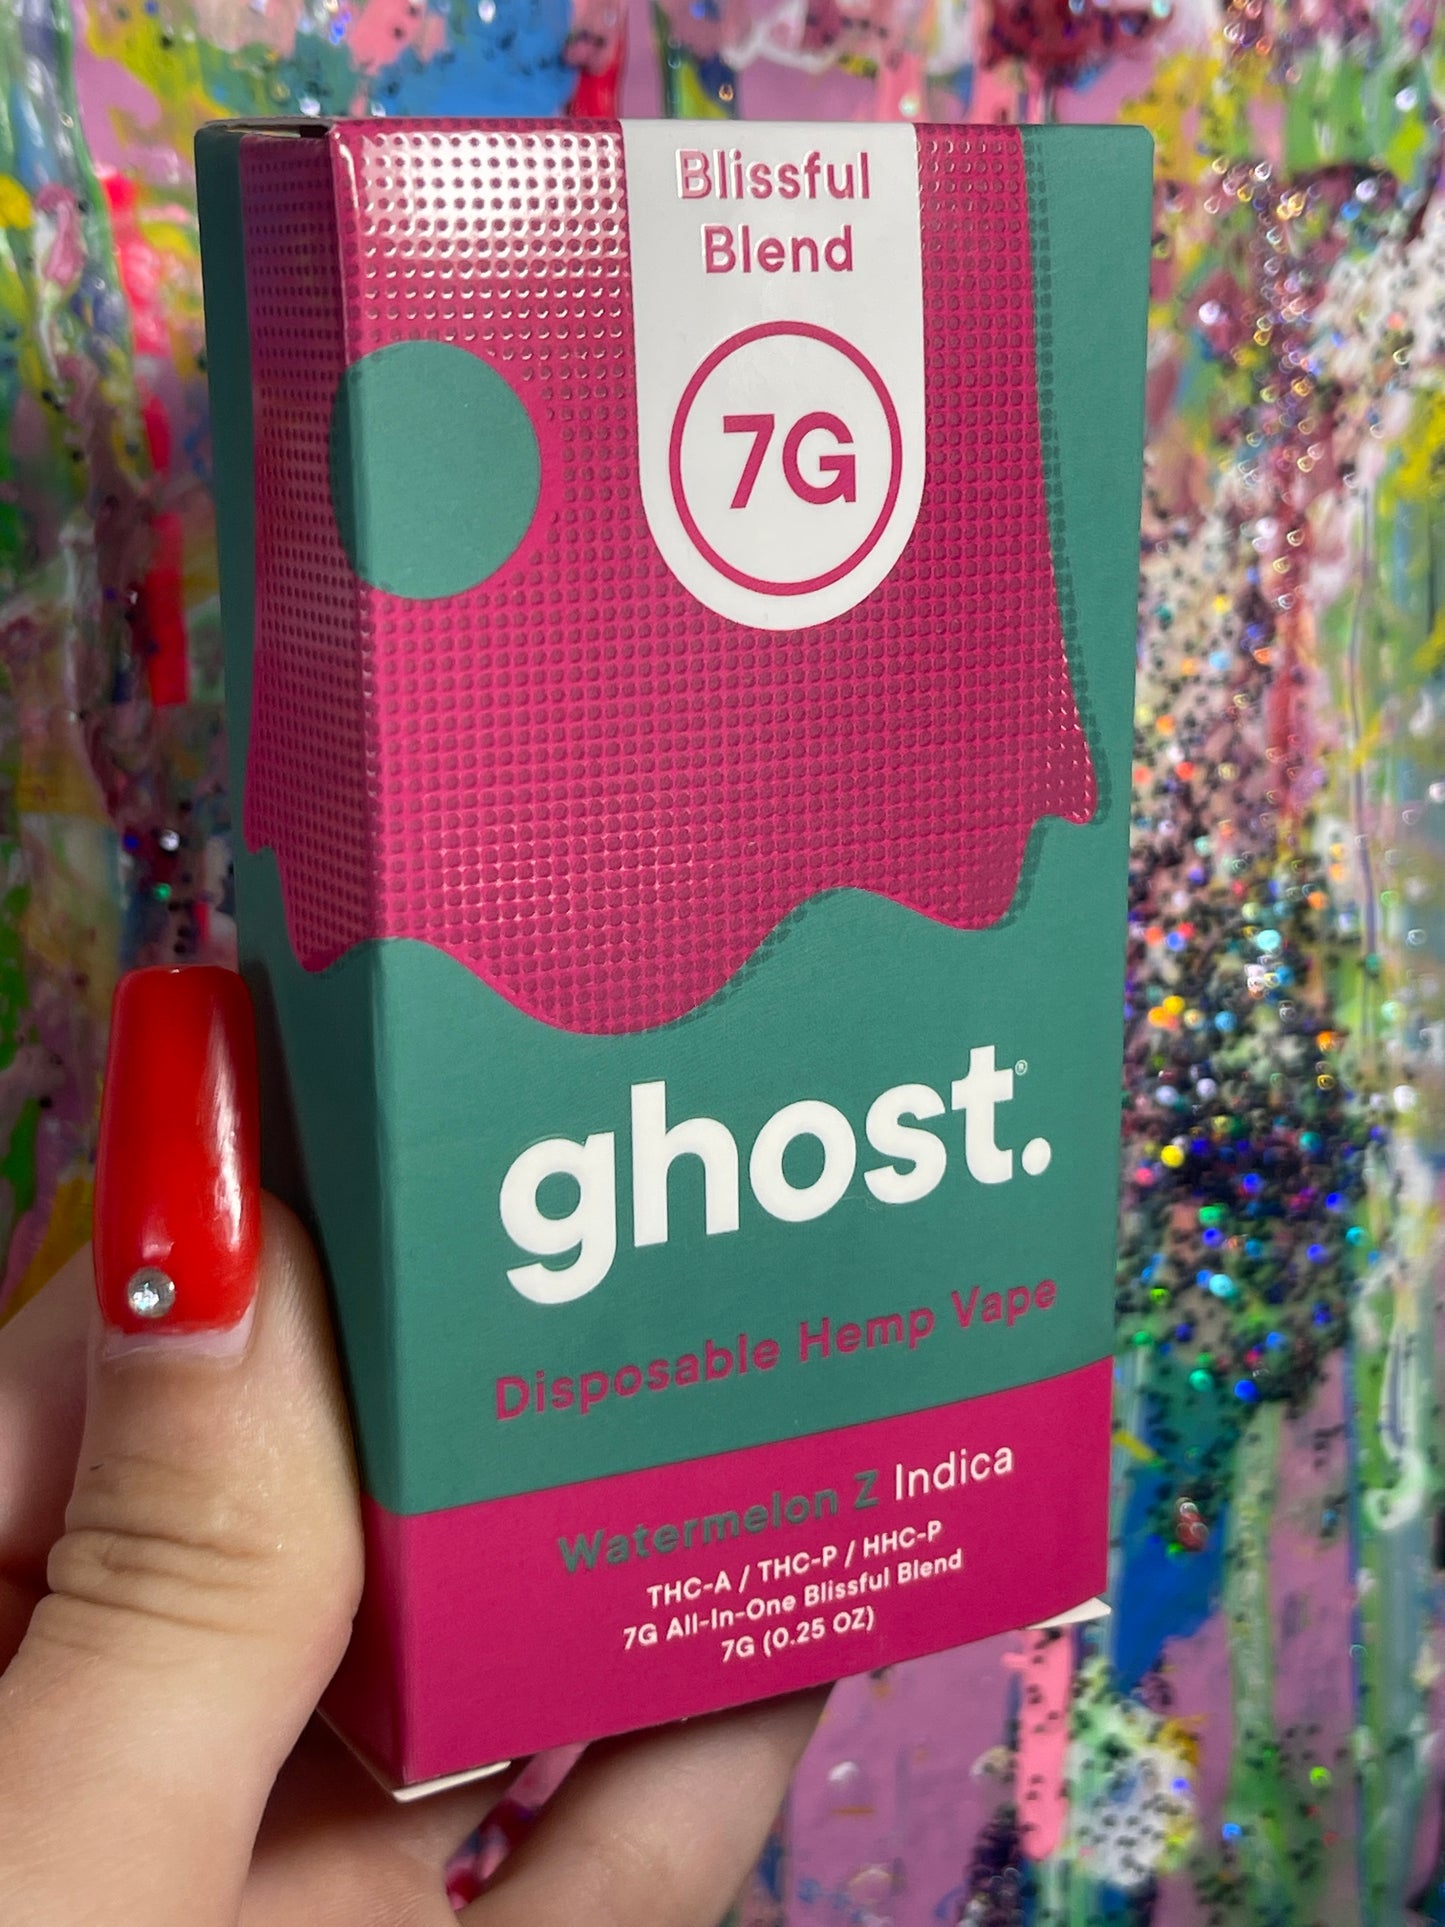 Blissful
Blend
7G
ghost.®
Disposable Hemp Vape
Watermelon Z Indica
THC-A / THC-P / HHC-P
7G All-In-One Blissful Blend
7G (0.25 OZ)